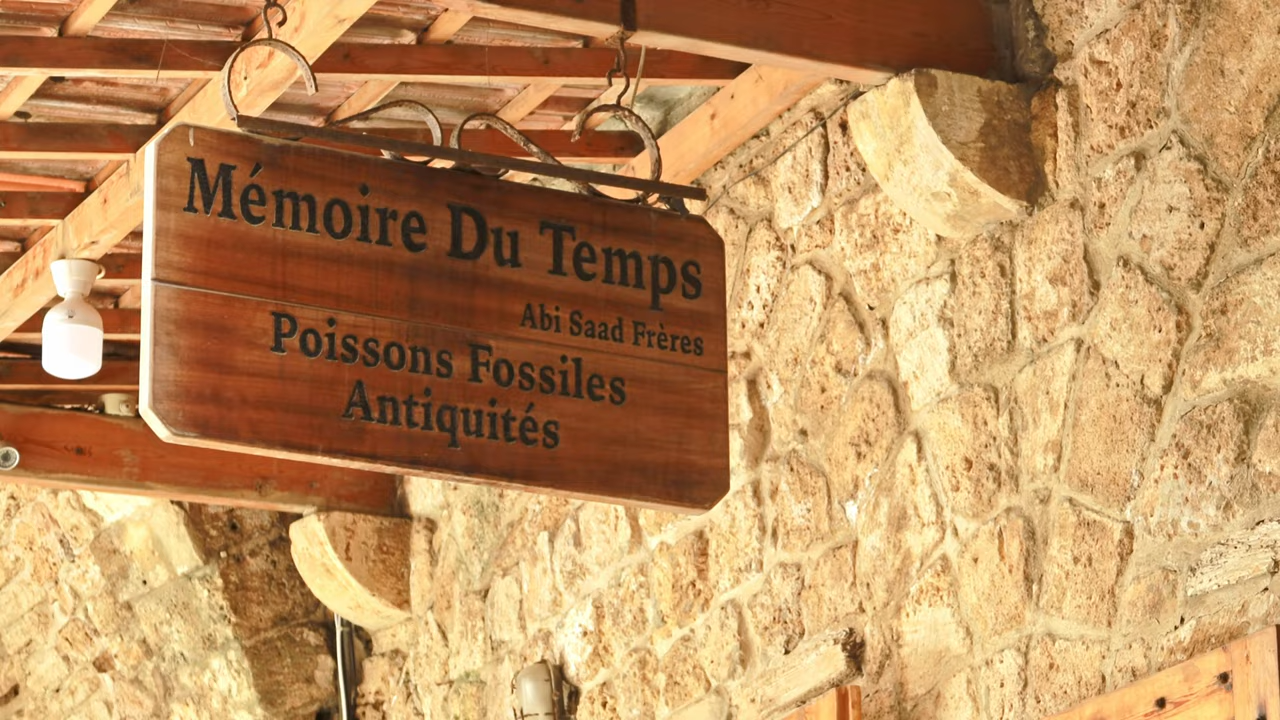 Mémoire Du Temps
Abi Saad Frères
Poissons Fossiles
Antiquités